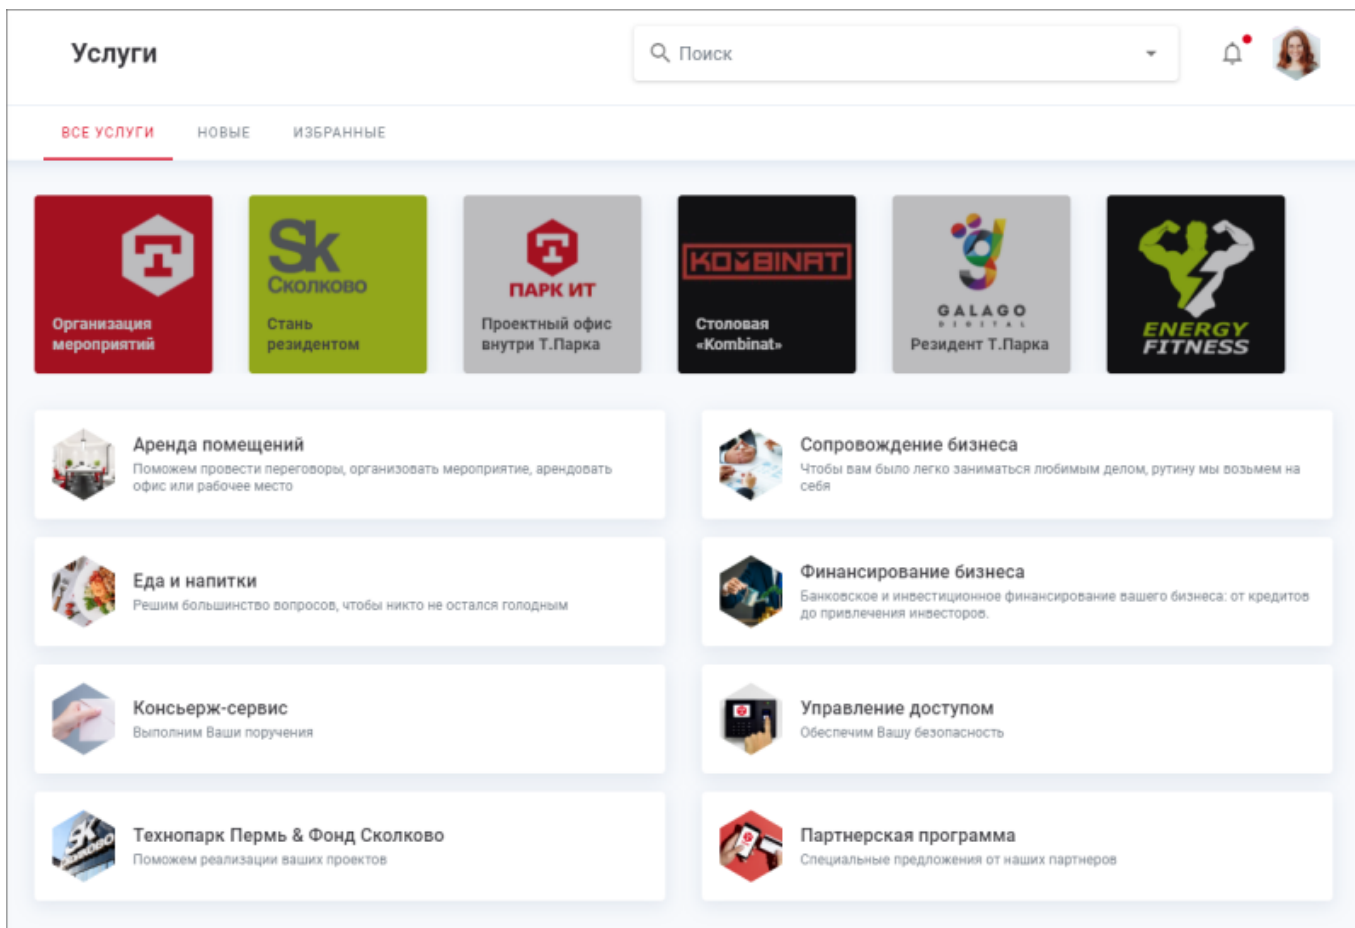 Услуги
Поиск
ВСЕ УСЛУГИ
НОВЫЕ
ИЗБРАННЫЕ
Организация
мероприятий
Sk
Сколково
Стань
резидентом
ПАРК ИТ
Проектный офис
внутри Т.Парка
KOMBINAT
Столовая
«Kombinat»
GALAGO
DIGITAL
Резидент Т.Парка
ENERGY
FITNESS
Аренда помещений
Поможем провести переговоры, организовать мероприятие, арендовать
офис или рабочее место
Сопровождение бизнеса
Чтобы вам было легко заниматься любимым делом, рутину мы возьмем на
себя
Еда и напитки
Решим большинство вопросов, чтобы никто не остался голодным
Финансирование бизнеса
Банковское и инвестиционное финансирование вашего бизнеса: от кредитов
до привлечения инвесторов.
Консьерж-сервис
Выполним Ваши поручения
Управление доступом
Обеспечим Вашу безопасность
Технопарк Пермь & Фонд Сколково
Поможем реализации ваших проектов
Партнерская программа
Специальные предложения от наших партнеров